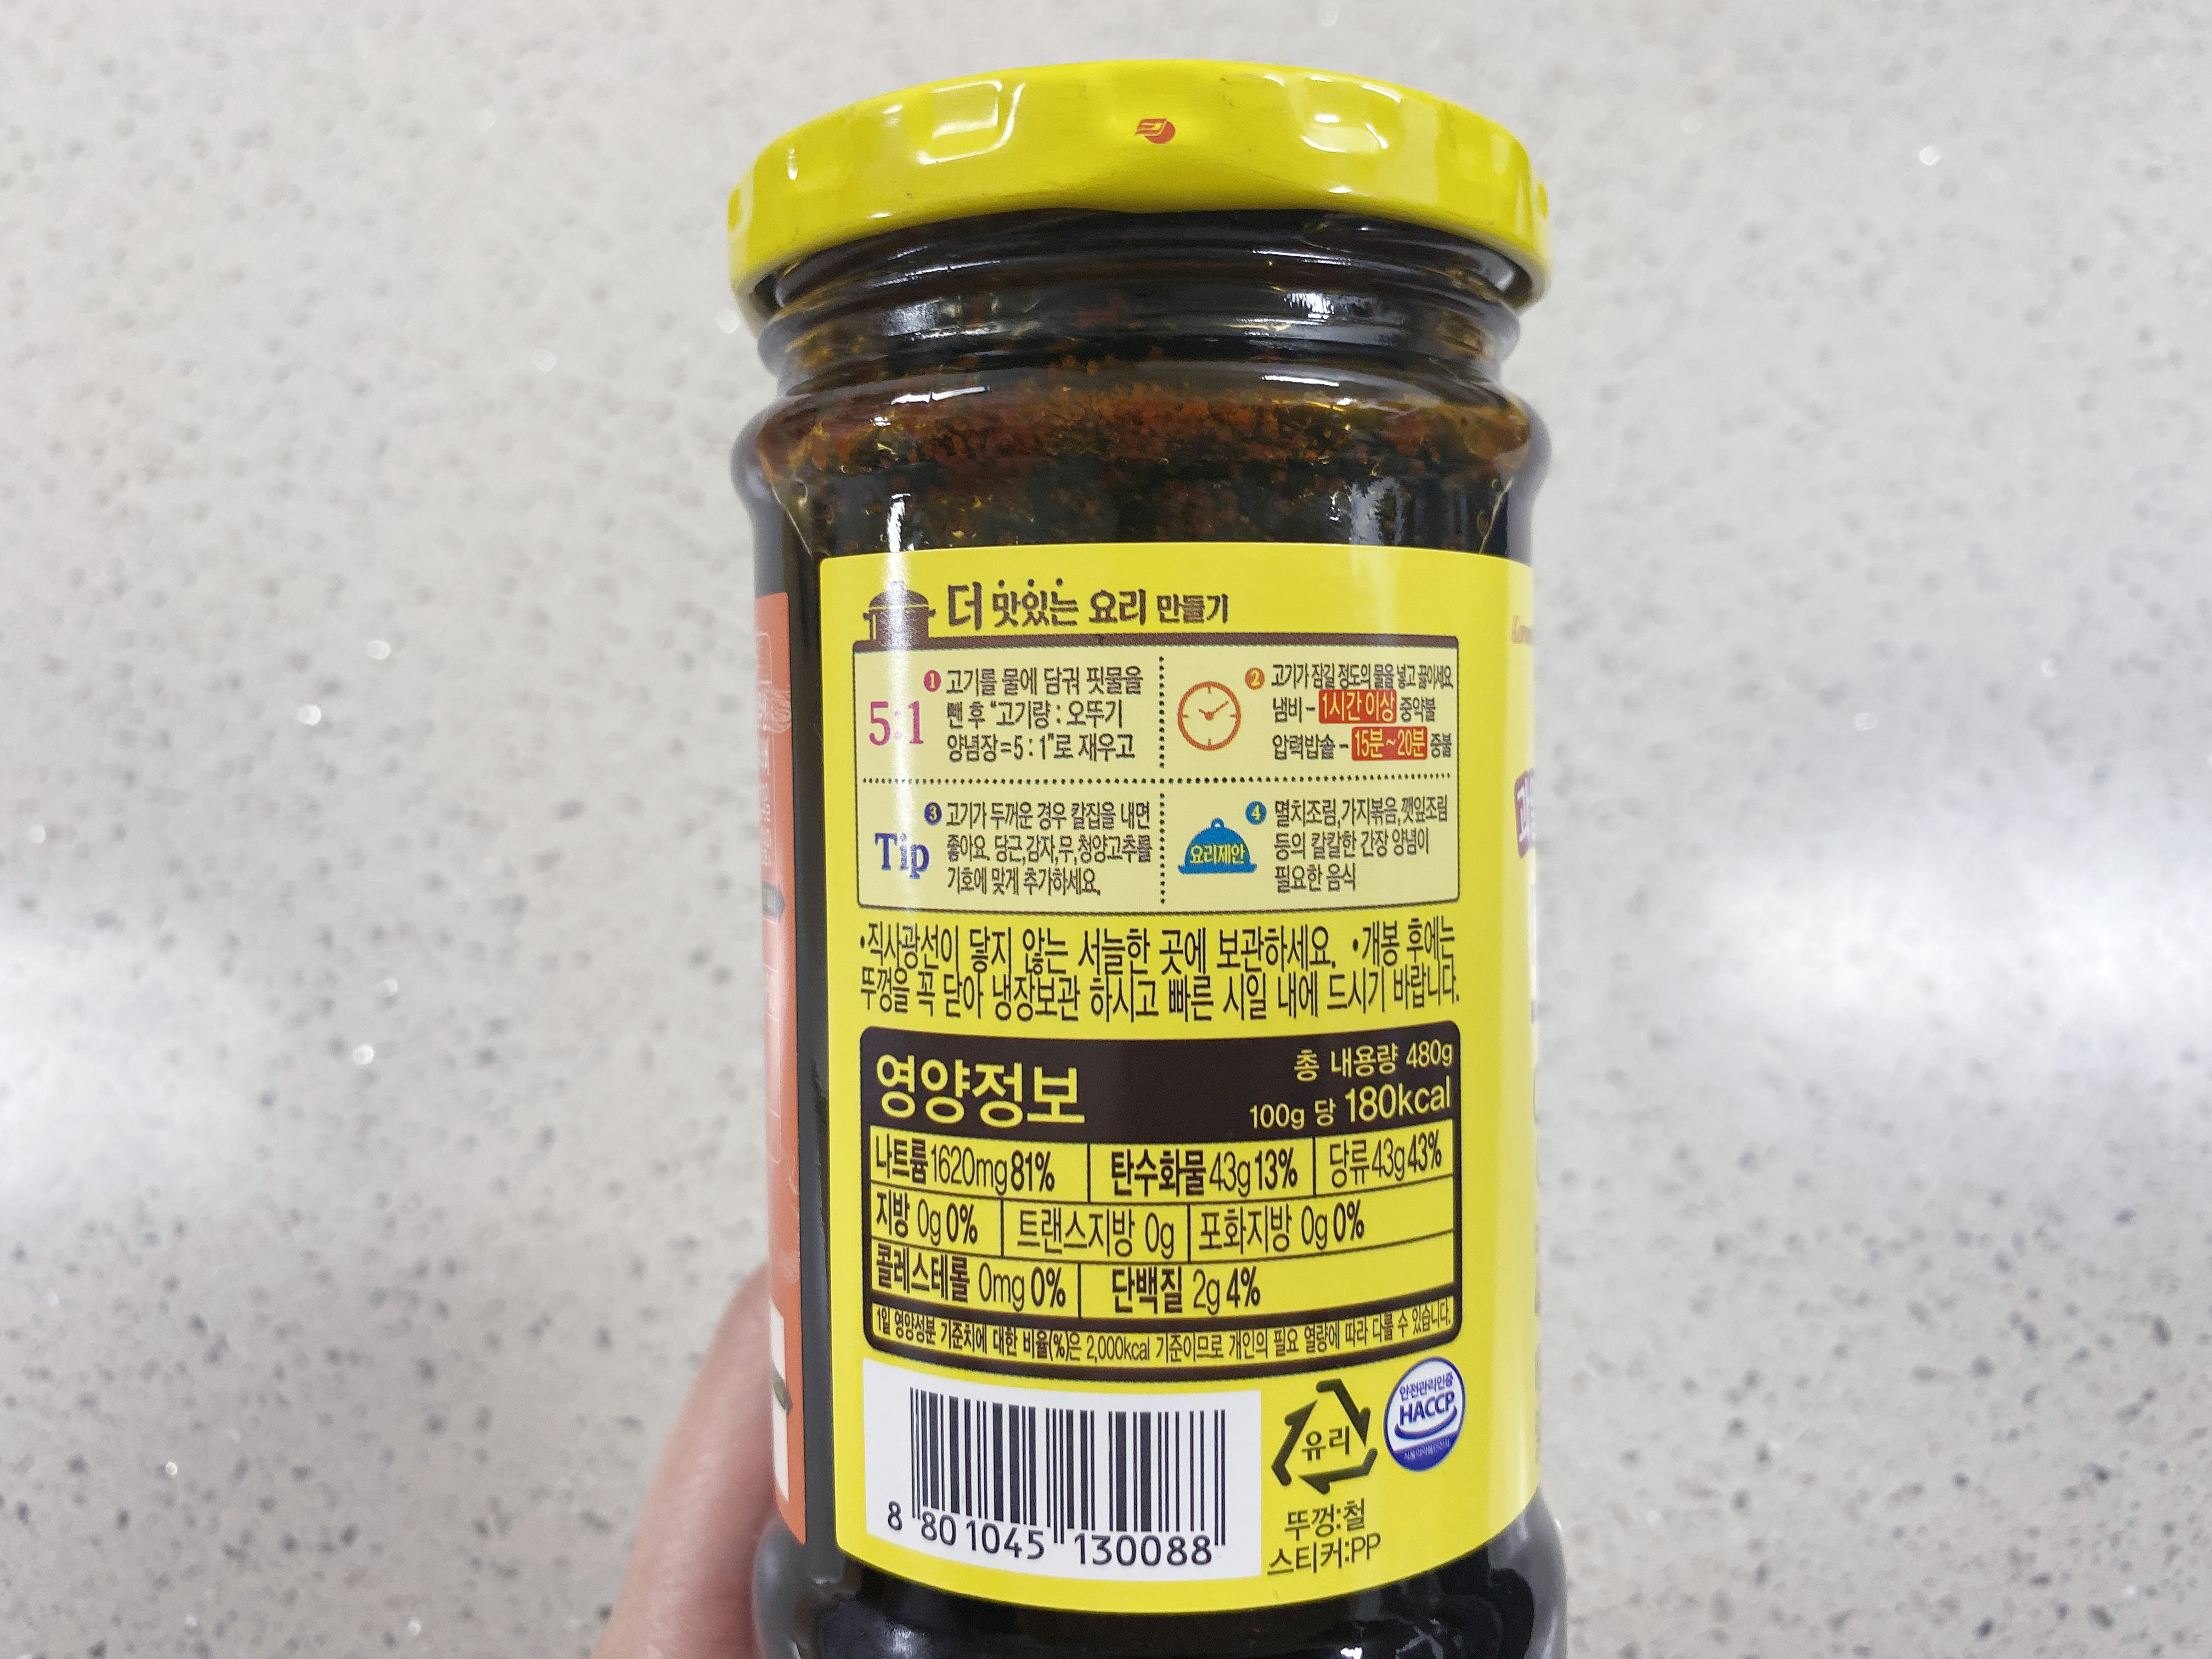 더 맛있는 요리 만들기
5:1
❶ 고기를 물에 담궈 핏물을
뺀 후 "고기량 : 오뚜기
양념장=5 : 1"로 재우고
❷ 고기가 잠길 정도의 물을 넣고 끓이세요
냄비 - 1시간 이상 중약불
압력밥솥 - 15분~20분 중불
Tip
❸ 고기가 두꺼운 경우 칼집을 내면
좋아요. 당근,감자,무,청양고추를
기호에 맞게 추가하세요.
요리제안
❹ 멸치조림,가지볶음,깻잎조림
등의 칼칼한 간장 양념이
필요한 음식
•직사광선이 닿지 않는 서늘한 곳에 보관하세요. •개봉 후에는
뚜껑을 꼭 닫아 냉장보관 하시고 빠른 시일 내에 드시기 바랍니다.
영양정보
총 내용량 480g
100g 당 180kcal
나트륨 1620mg 81% 탄수화물 43g 13% 당류 43g 43%
지방 0g 0% 트랜스지방 0g 포화지방 0g 0%
콜레스테롤 0mg 0% 단백질 2g 4%
1일 영양성분 기준치에 대한 비율(%)은 2,000kcal 기준이므로 개인의 필요 열량에 따라 다를 수 있습니다.
8 801045 130088
유리
뚜껑:철
스티커:PP
안전관리인증
HACCP